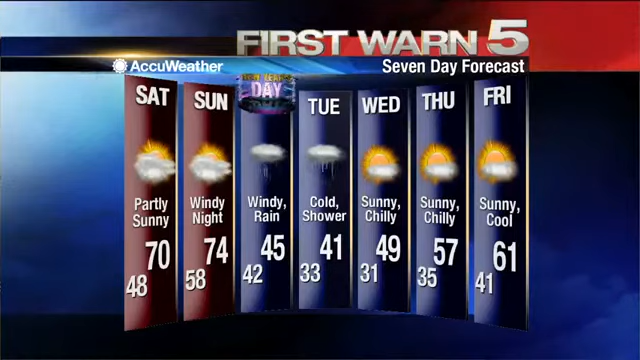 FIRST WARN 5
AccuWeather
Seven Day Forecast
SAT
Partly
Sunny
70
48
SUN
Windy
Night
74
58
NEW YEAR'S
DAY
Windy,
Rain
45
42
TUE
Cold,
Shower
41
33
WED
Sunny,
Chilly
49
31
THU
Sunny,
Chilly
57
35
FRI
Sunny,
Cool
61
41